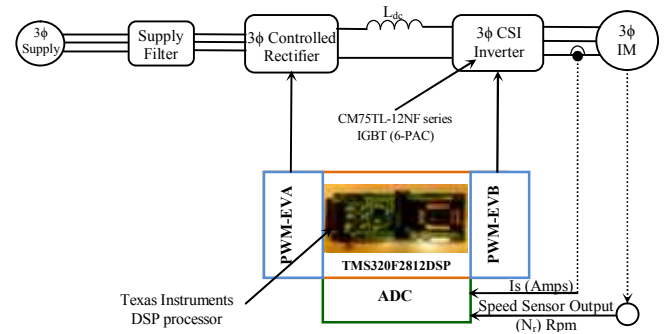 3ϕ
Supply
Supply
Filter
3ϕ Controlled
Rectifier
Ldc
3ϕ CSI
Inverter
3ϕ
IM
CM75TL-12NF series
IGBT (6-PAC)
PWM-EVA
PWM-EVB
TMS320F2812DSP
ADC
Texas Instruments
DSP processor
Is (Amps)
Speed Sensor Output
(Nr) Rpm